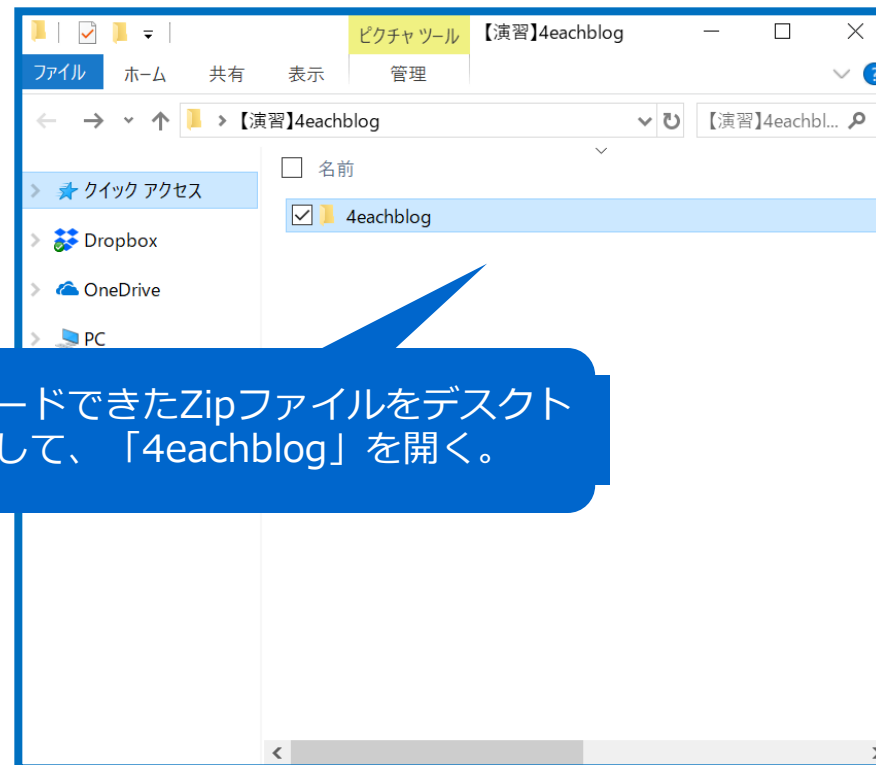 ピクチャ ツール 【演習】4eachblog
ファイル ホーム 共有 表示 管理
【演習】4eachblog 【演習】4eachbl...
名前
クイック アクセス
4eachblog
Dropbox
OneDrive
PC
ードできたZipファイルをデスクト
して、「4eachblog」を開く。